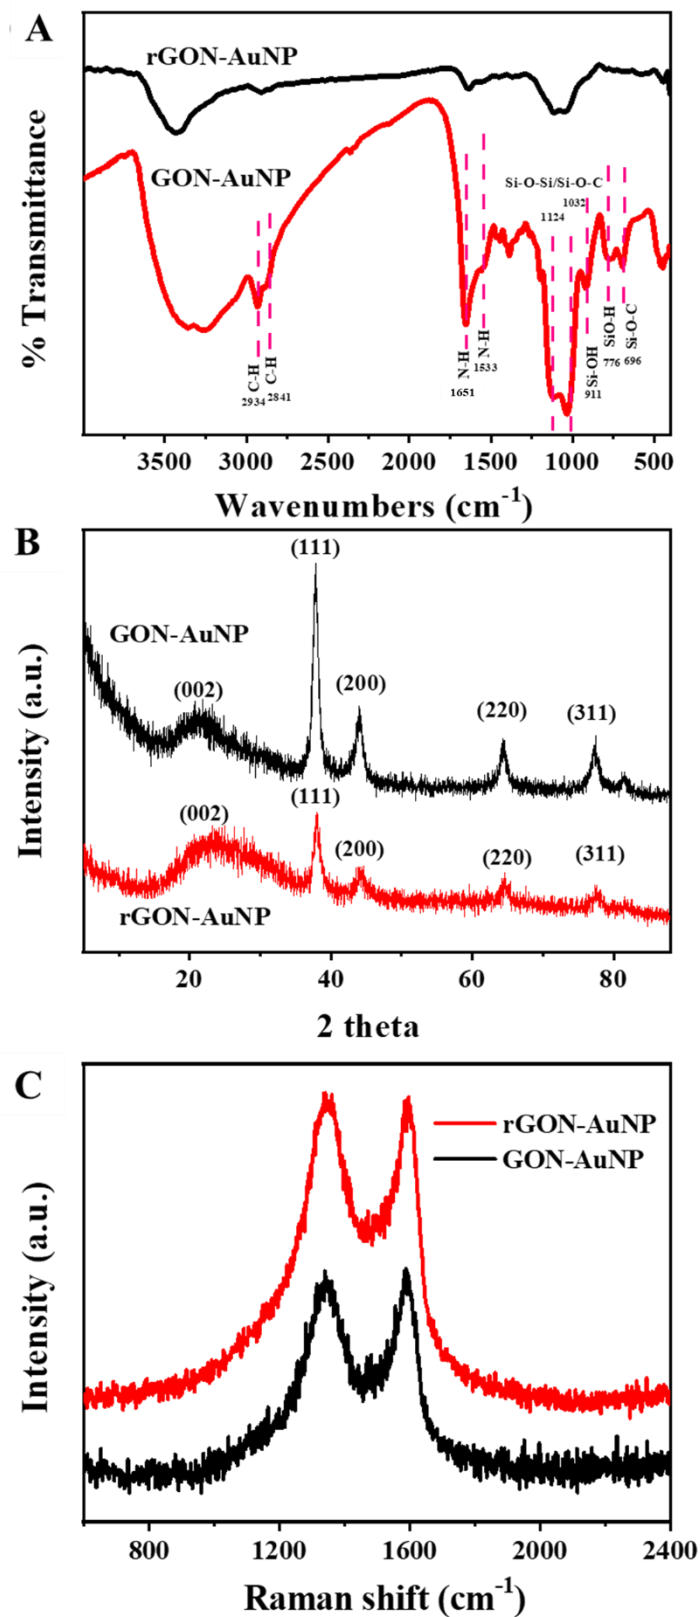 A
rGON-AuNP
GON-AuNP
Si-O-Si/Si-O-C
1032
1124
C-H
2934
C-H
2841
N-H
1651
N-H
1533
Si-OH
911
SiO-H
776
Si-O-C
696
% Transmittance
3500 3000 2500 2000 1500 1000 500
Wavenumbers (cm-1)
B
(111)
GON-AuNP
(002)
(200)
(220)
(311)
(111)
(002)
(200)
(220)
(311)
rGON-AuNP
Intensity (a.u.)
20 40 60 80
2 theta
C
rGON-AuNP
GON-AuNP
Intensity (a.u.)
800 1200 1600 2000 2400
Raman shift (cm-1)